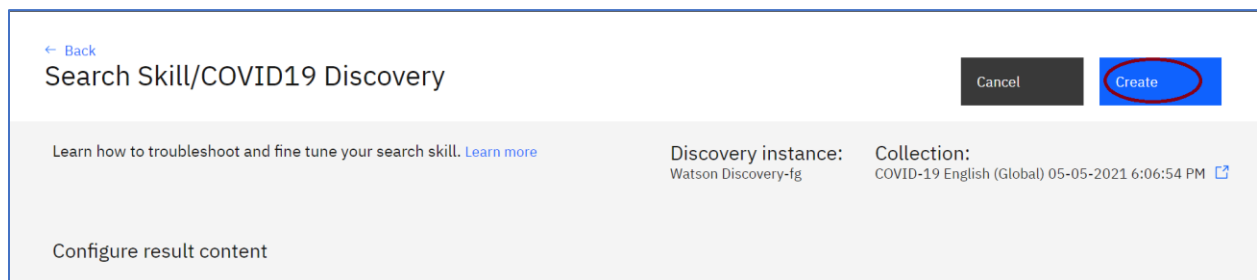 ← Back
Search Skill/COVID19 Discovery
Cancel
Create
Learn how to troubleshoot and fine tune your search skill. Learn more
Discovery instance:
Watson Discovery-fg
Collection:
COVID-19 English (Global) 05-05-2021 6:06:54 PM
Configure result content